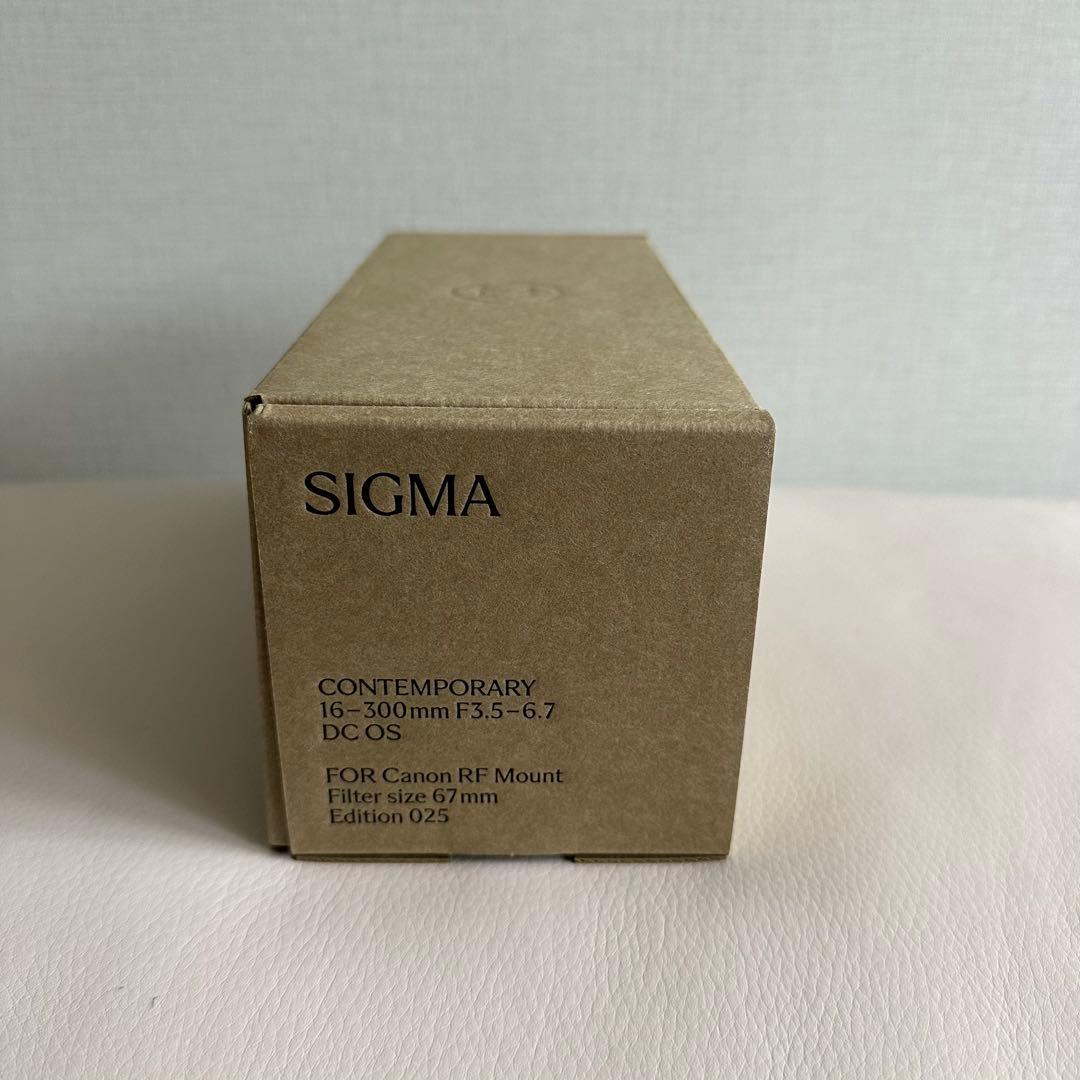 SIGMA
CONTEMPORARY
16–300mm F3.5–6.7
DC OS
FOR Canon RF Mount
Filter size 67mm
Edition 025